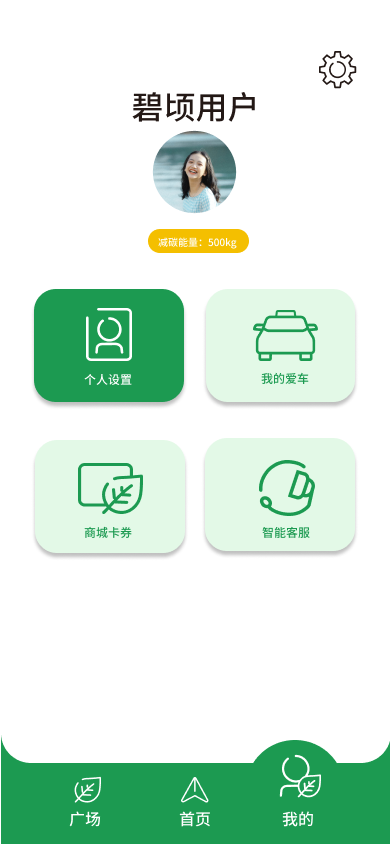 碧顷用户
减碳能量：500kg
个人设置
我的爱车
商城卡券
智能客服
广场
首页
我的